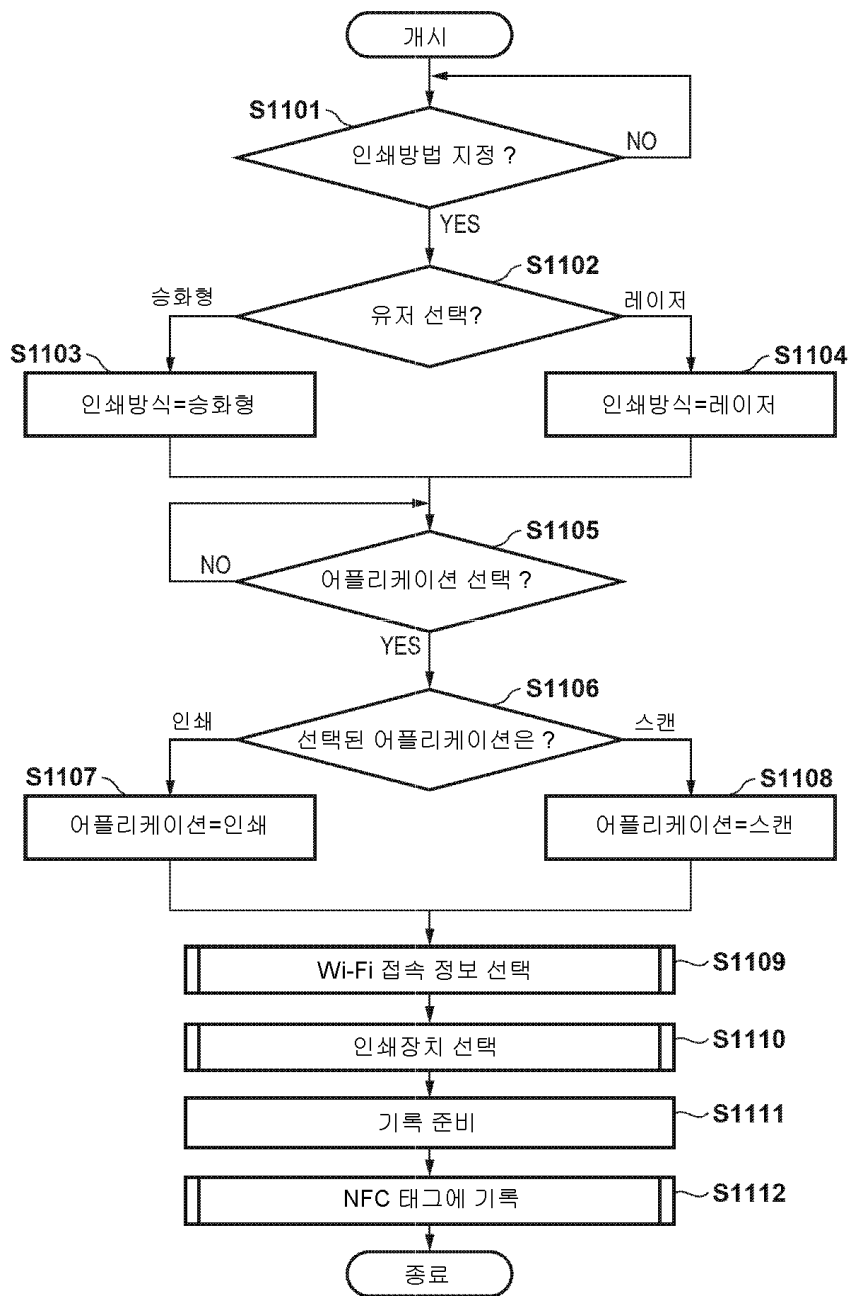 개시
S1101
인쇄방법 지정 ?
NO
YES
S1102
승화형
유저 선택?
레이저
S1103
S1104
인쇄방식=승화형
인쇄방식=레이저
S1105
NO
어플리케이션 선택 ?
YES
S1106
인쇄
선택된 어플리케이션은 ?
스캔
S1107
S1108
어플리케이션=인쇄
어플리케이션=스캔
Wi-Fi 접속 정보 선택
S1109
인쇄장치 선택
S1110
기록 준비
S1111
NFC 태그에 기록
S1112
종료